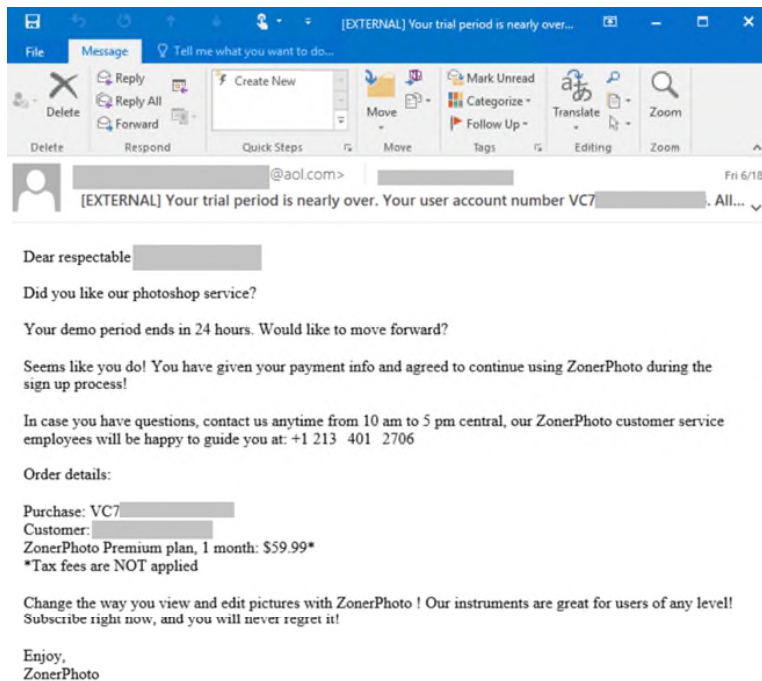 [EXTERNAL] Your trial period is nearly over...
File Message Tell me what you want to do...
Delete
Reply
Reply All
Forward
Create New
Move
Mark Unread
Categorize
Follow Up
Translate
Zoom
Delete Respond Quick Steps Move Tags Editing Zoom
@aol.com> Fri 6/18
[EXTERNAL] Your trial period is nearly over. Your user account number VC7 . All...
Dear respectable
Did you like our photoshop service?
Your demo period ends in 24 hours. Would like to move forward?
Seems like you do! You have given your payment info and agreed to continue using ZonerPhoto during the
sign up process!
In case you have questions, contact us anytime from 10 am to 5 pm central, our ZonerPhoto customer service
employees will be happy to guide you at: +1 213 401 2706
Order details:
Purchase: VC7
Customer:
ZonerPhoto Premium plan, 1 month: $59.99*
*Tax fees are NOT applied
Change the way you view and edit pictures with ZonerPhoto ! Our instruments are great for users of any level!
Subscribe right now, and you will never regret it!
Enjoy,
ZonerPhoto